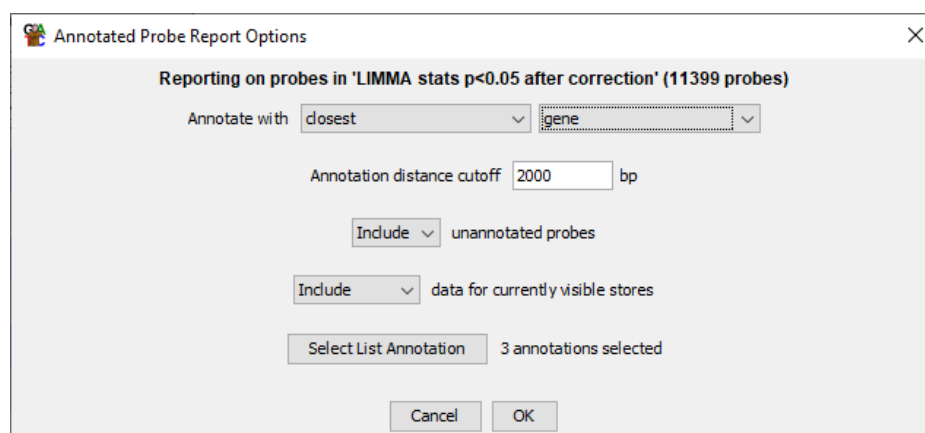 Annotated Probe Report Options
Reporting on probes in 'LIMMA stats p<0.05 after correction' (11399 probes)
Annotate with closest gene
Annotation distance cutoff 2000 bp
Include unannotated probes
Include data for currently visible stores
Select List Annotation 3 annotations selected
Cancel OK